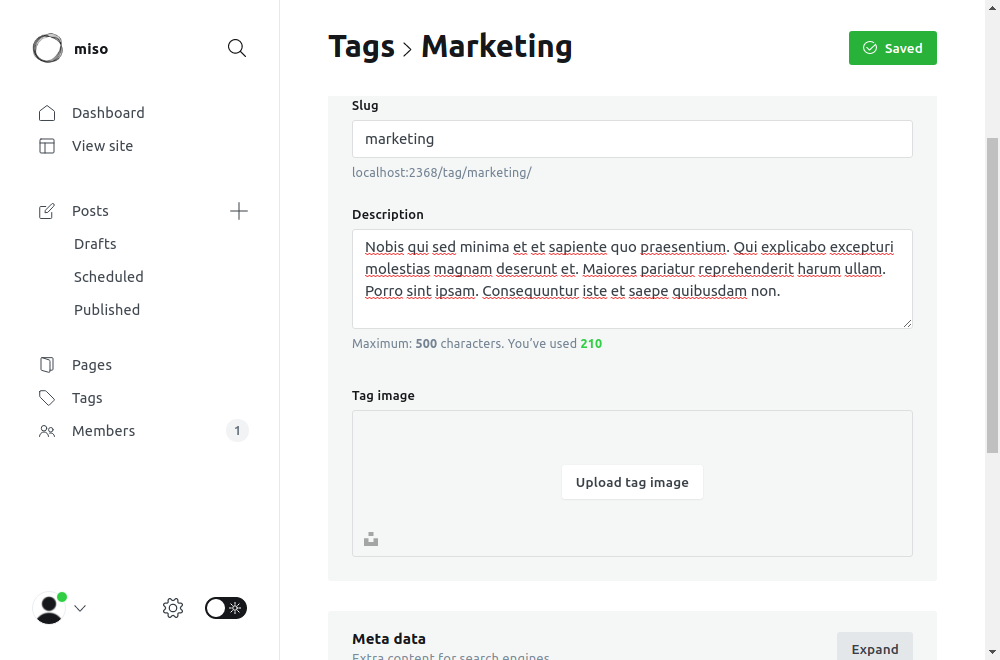 miso
Dashboard
View site
Posts
Drafts
Scheduled
Published
Pages
Tags
Members
1
Tags
Marketing
Saved
Slug
marketing
localhost:2368/tag/marketing/
Description
Nobis qui sed minima et et sapiente quo praesentium. Qui explicabo excepturi
molestias magnam deserunt et. Maiores pariatur reprehenderit harum ullam.
Porro sint ipsam. Consequuntur iste et saepe quibusdam non.
Maximum: 500 characters. You've used 210
Tag image
Upload tag image
Meta data
Extra content for search engines
Expand